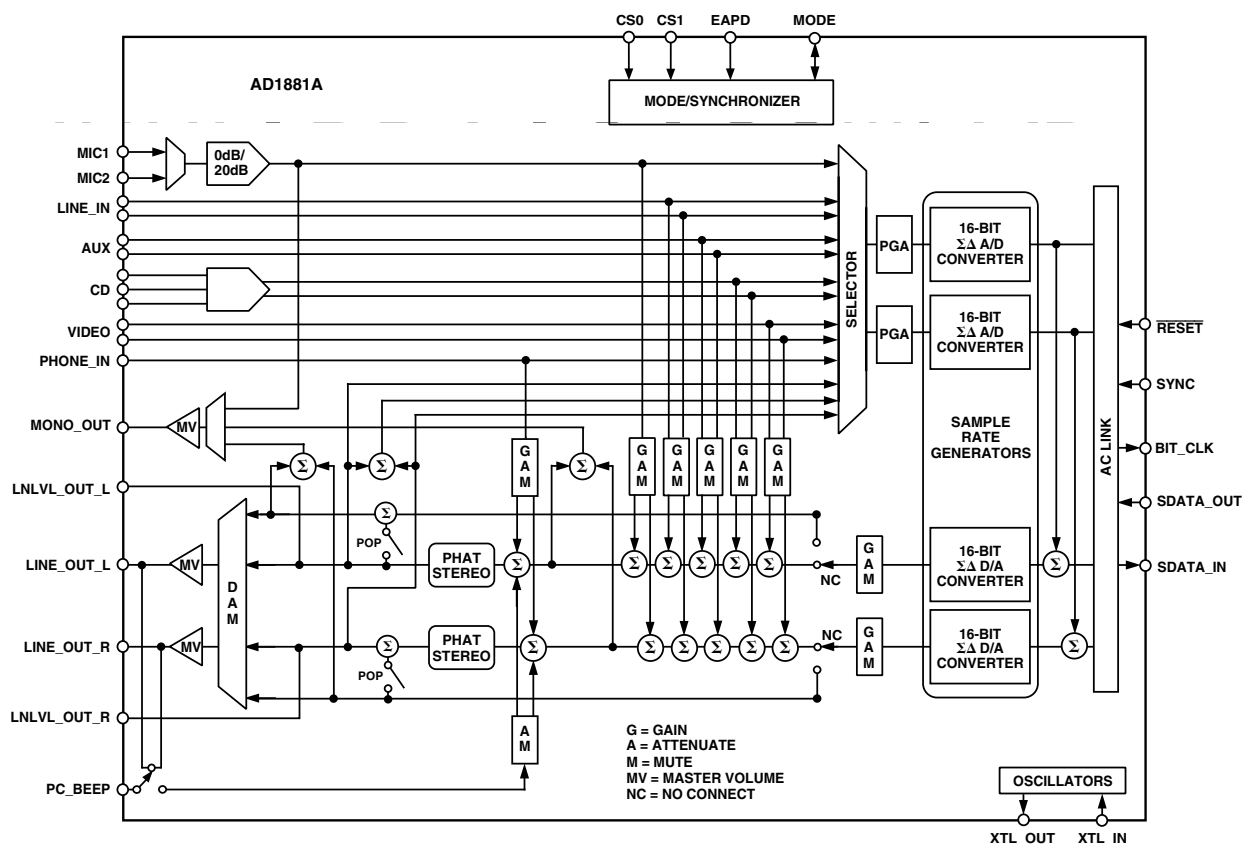 CS0 CS1 EAPD MODE
AD1881A
MODE/SYNCHRONIZER
MIC1
MIC2
0dB/
20dB
LINE_IN
AUX
CD
VIDEO
PHONE_IN
MONO_OUT
MV
LNLVL_OUT_L
LINE_OUT_L
MV
LINE_OUT_R
MV
LNLVL_OUT_R
PC_BEEP
D
A
M
Σ
Σ
Σ
POP
Σ
POP
Σ
PHAT
STEREO
PHAT
STEREO
G
A
M
Σ
Σ
Σ
A
M
G
A
M
G
A
M
G
A
M
G
A
M
G
A
M
Σ Σ Σ Σ Σ
Σ Σ Σ Σ Σ
NC
NC
G
A
M
G
A
M
SELECTOR
PGA
PGA
16-BIT
ΣΔ A/D
CONVERTER
16-BIT
ΣΔ A/D
CONVERTER
SAMPLE
RATE
GENERATORS
16-BIT
ΣΔ D/A
CONVERTER
16-BIT
ΣΔ D/A
CONVERTER
Σ
Σ
AC LINK
RESET
SYNC
BIT_CLK
SDATA_OUT
SDATA_IN
G = GAIN
A = ATTENUATE
M = MUTE
MV = MASTER VOLUME
NC = NO CONNECT
OSCILLATORS
XTL_OUT XTL_IN